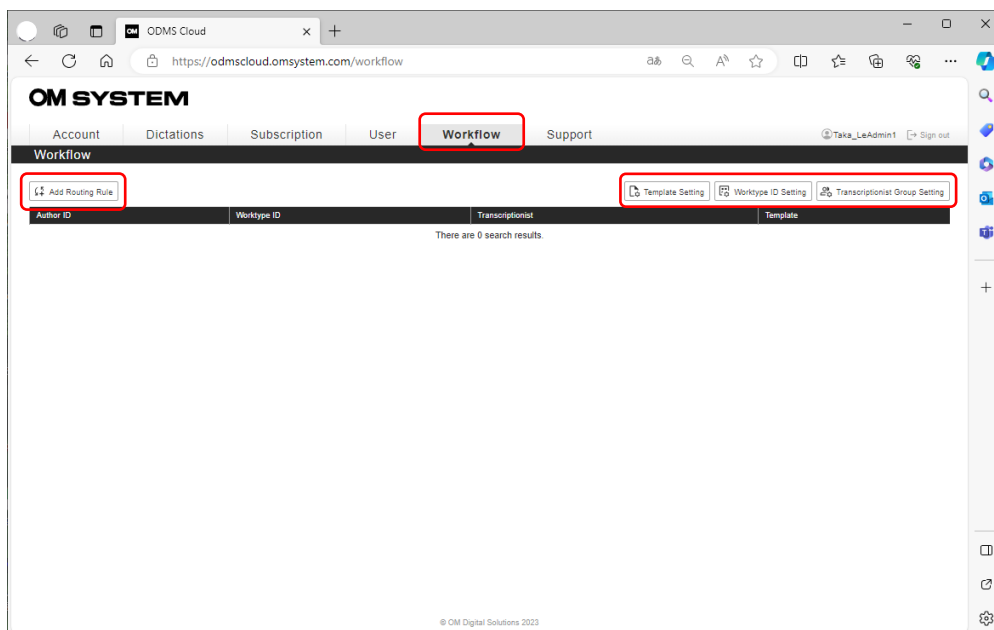 OM ODMS Cloud
https://odmscloud.omsystem.com/workflow
OM SYSTEM
Account Dictations Subscription User Workflow Support Taka_LeAdmin1 Sign out
Workflow
Add Routing Rule Template Setting Worktype ID Setting Transcriptionist Group Setting
Author ID Worktype ID Transcriptionist Template
There are 0 search results.
© OM Digital Solutions 2023